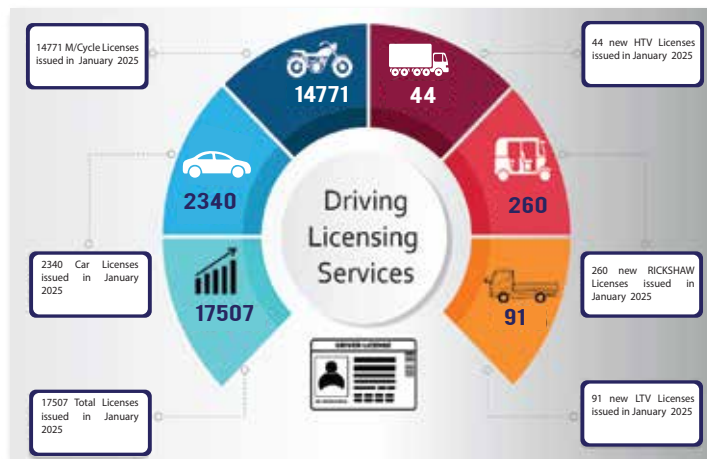 14771 M/Cycle Licenses
issued in January 2025
44 new HTV Licenses
issued in January 2025
14771
44
2340
260
Driving
Licensing
Services
2340 Car Licenses
issued in January
2025
260 new RICKSHAW
Licenses issued in
January 2025
17507
91
DRIVER LICENSE
17507 Total Licenses
issued in January
2025
91 new LTV Licenses
issued in January 2025